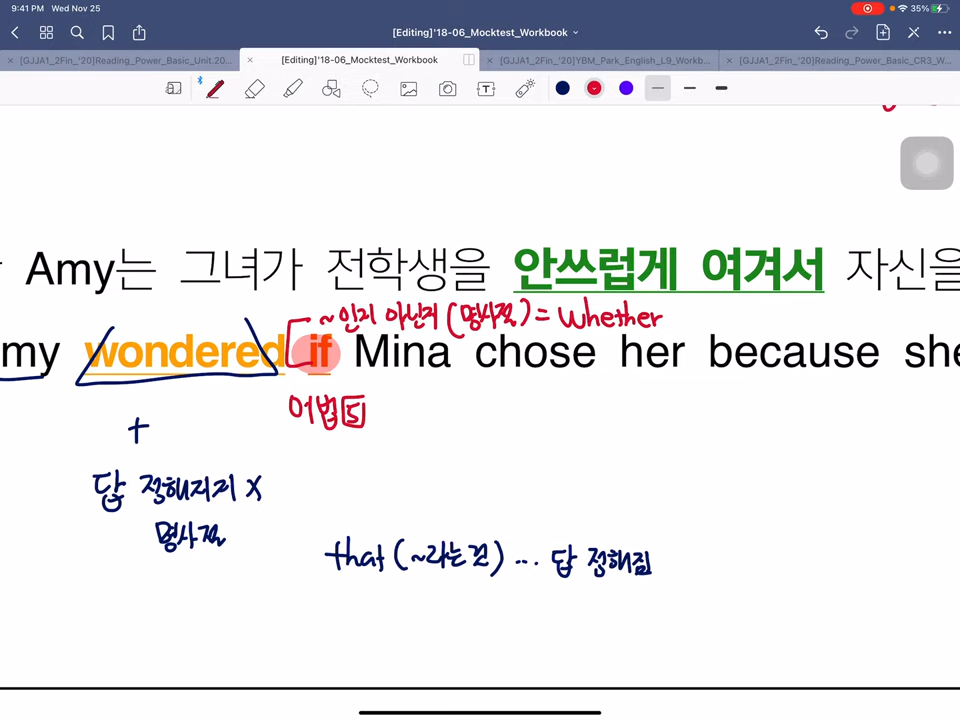 9:41 PM Wed Nov 25
35%
[Editing]'18-06_Mocktest_Workbook
[GJJA1_2Fin_'20]Reading_Power_Basic_Unit.20...
[Editing]'18-06_Mocktest_Workbook
[GJJA1_2Fin_'20]YBM_Park_English_L9_Workb...
[GJJA1_2Fin_'20]Reading_Power_Basic_CR3_W...
Amy는 그녀가 전학생을 안쓰럽게 여겨서 자신을
~인지 아닌지 (명사절) = Whether
my wondered if Mina chose her because she
어법 5
+
답 정해지지 X
명사절
that (~라는 것) ... 답 정해짐